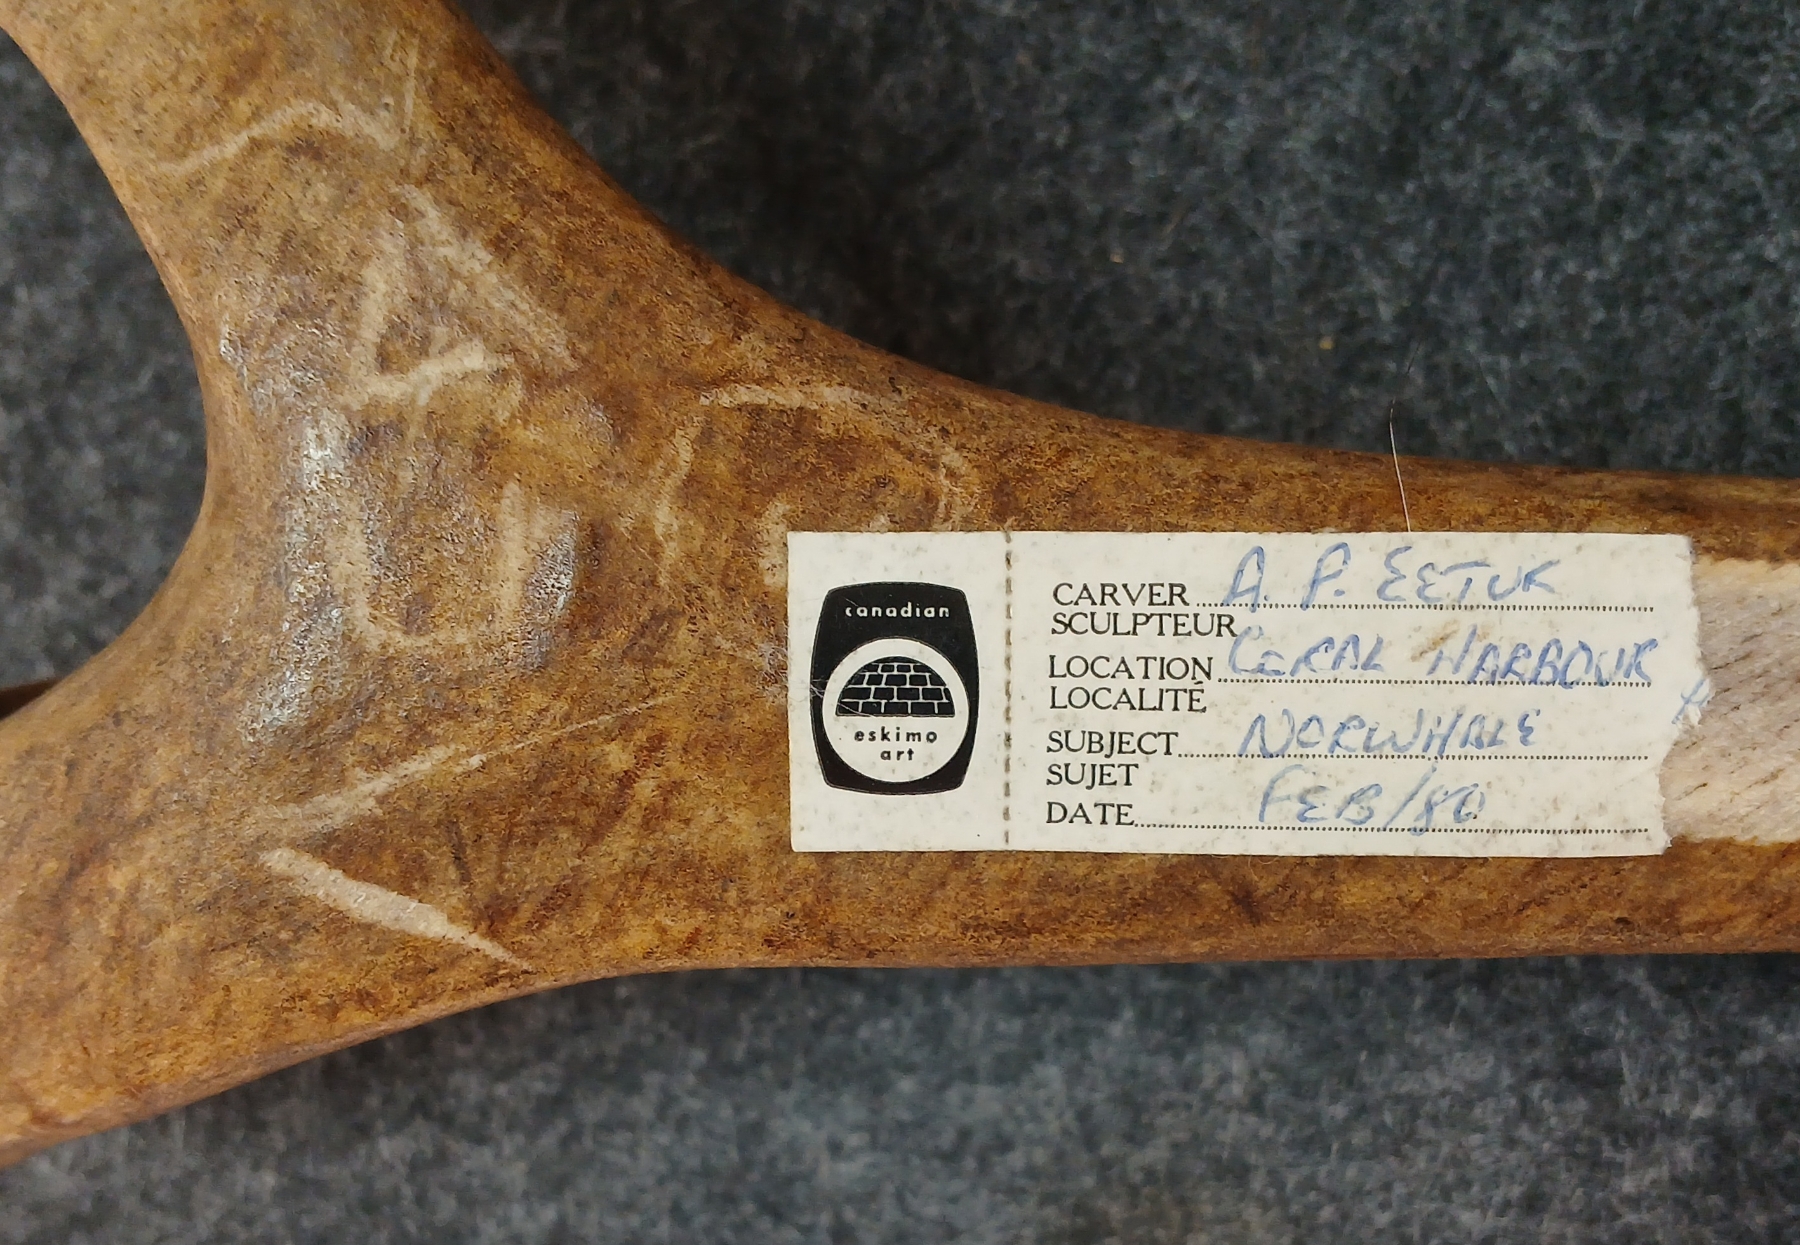 canadian
eskimo
art
CARVER A. P. EETUK
SCULPTEUR
LOCATION CORAL HARBOUR
LOCALITÉ
SUBJECT NORWHALE
SUJET
DATE FEB/80